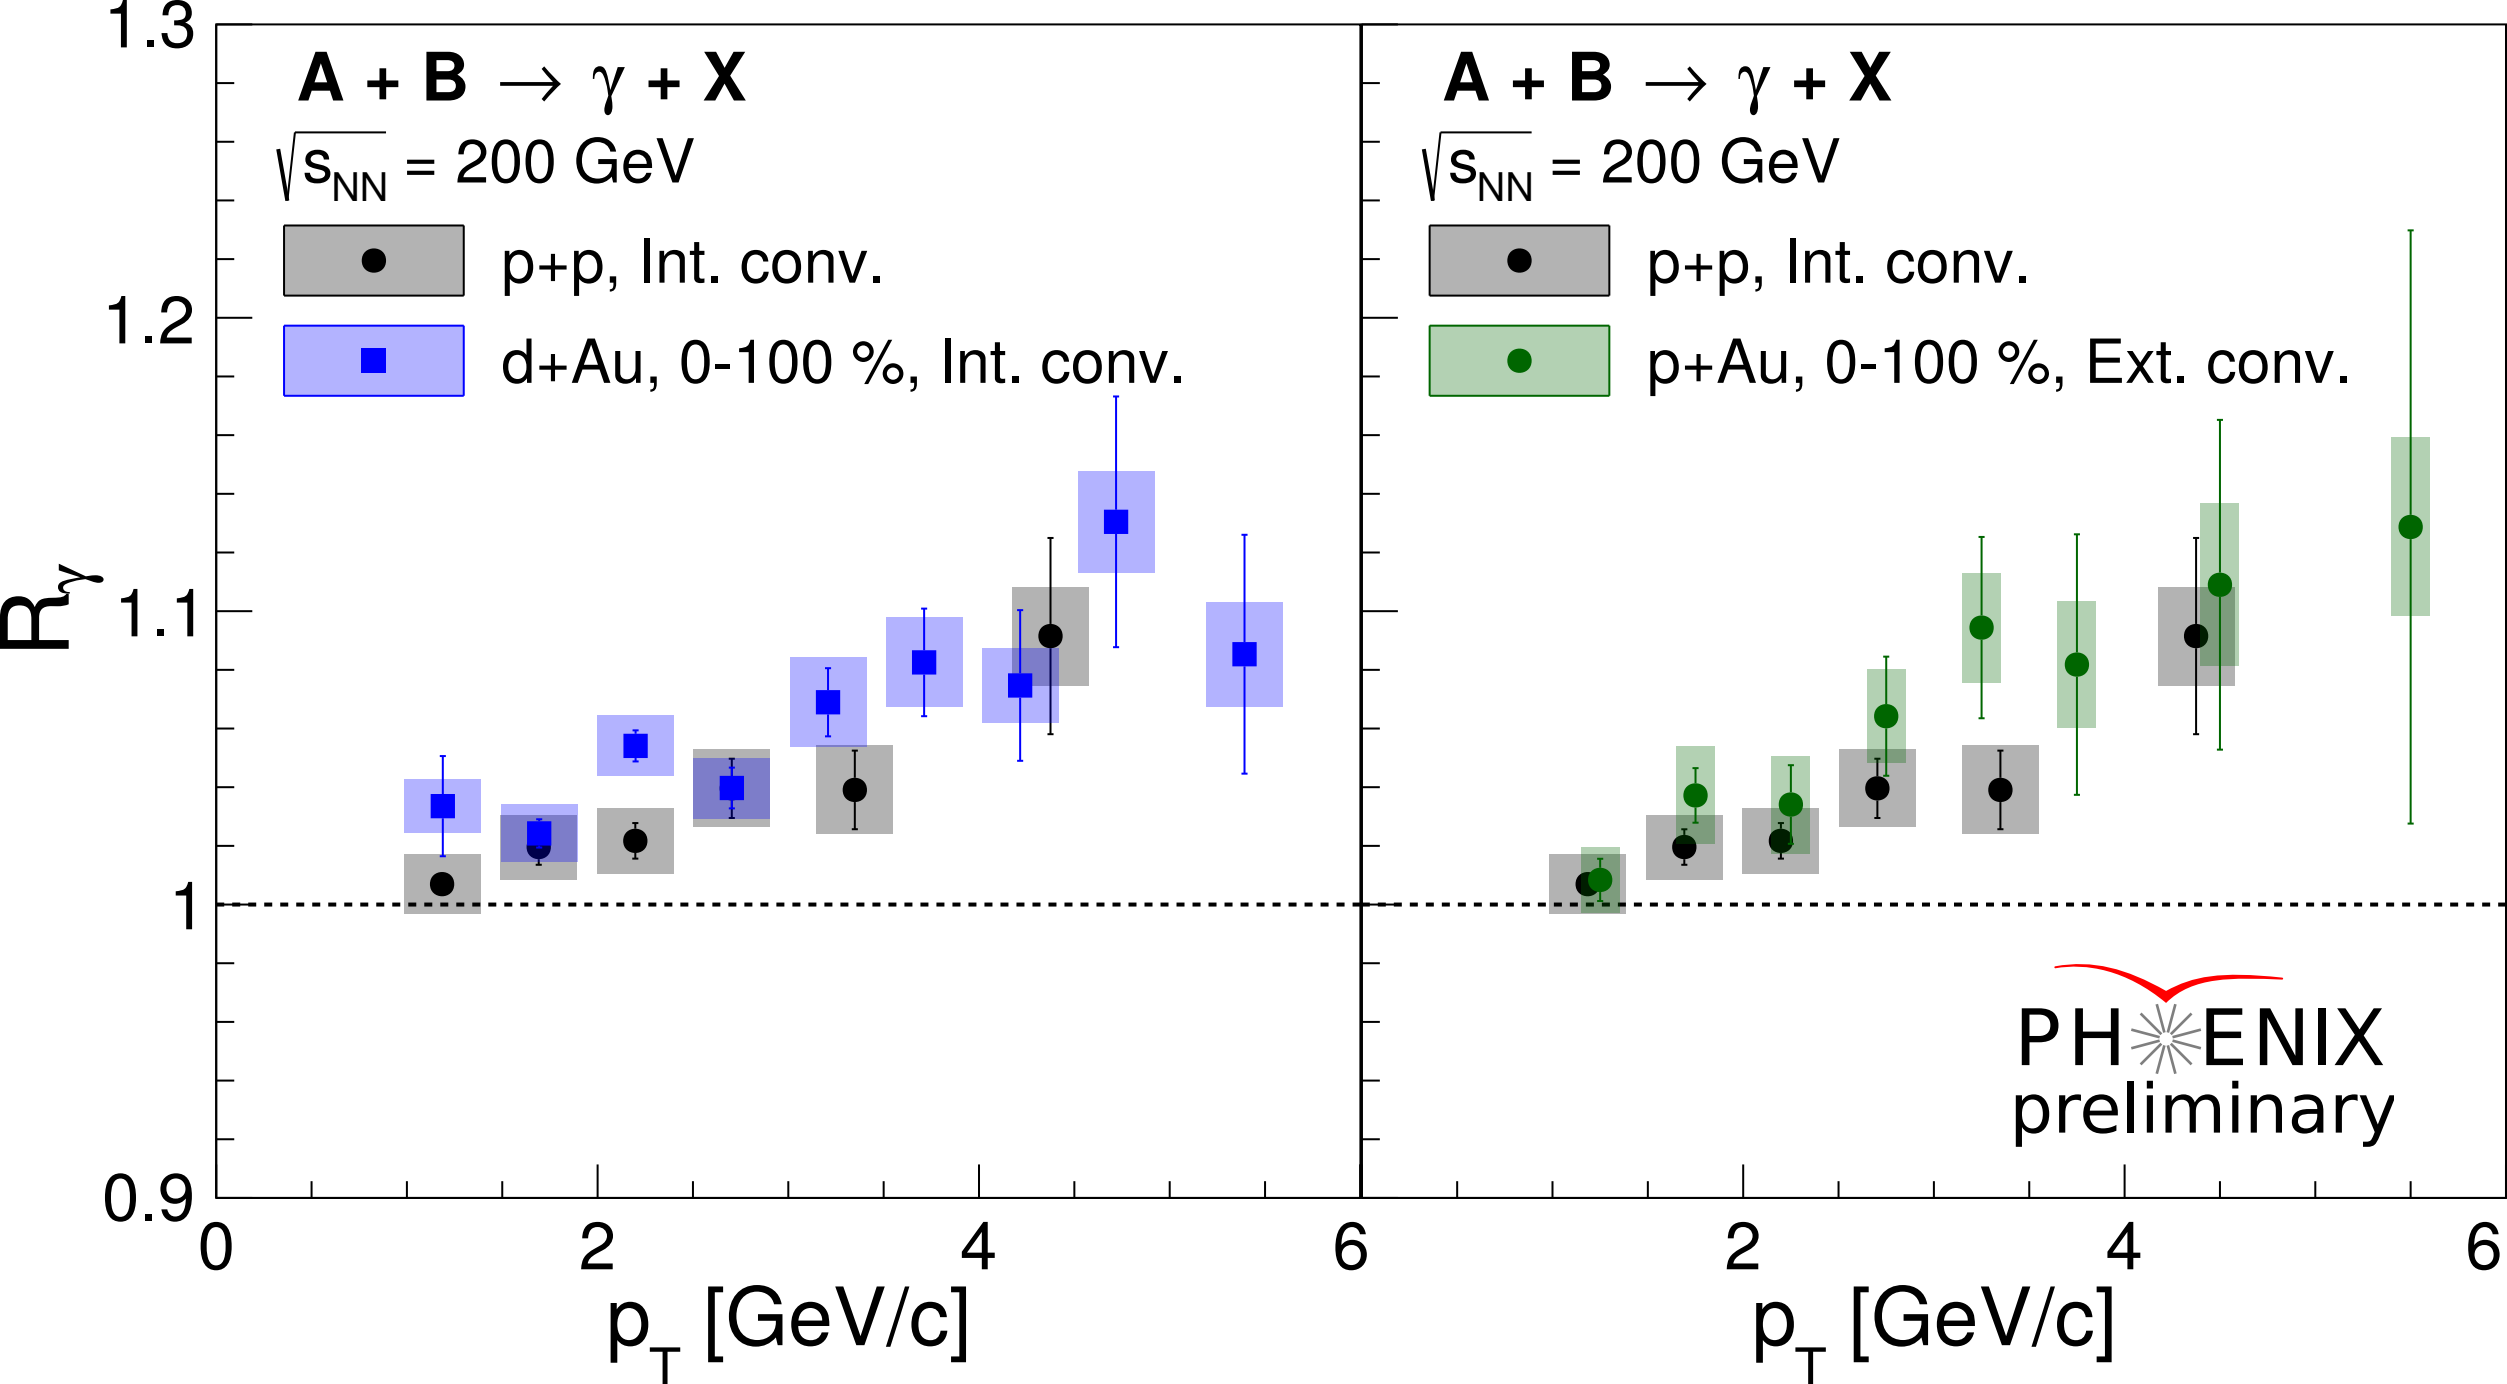 1.3
1.2
1.1
1
0.9
Rγ
A + B → γ + X
√sNN = 200 GeV
p+p, Int. conv.
d+Au, 0-100 %, Int. conv.
0 2 4 6
pT [GeV/c]
A + B → γ + X
√sNN = 200 GeV
p+p, Int. conv.
p+Au, 0-100 %, Ext. conv.
PHENIX
preliminary
2 4 6
pT [GeV/c]